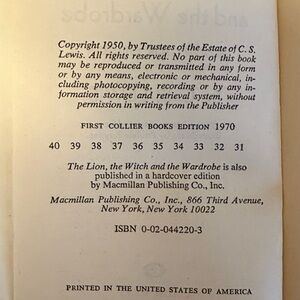 and the Wardrobe
Copyright 1950, by Trustees of the Estate of C. S.
Lewis. All rights reserved. No part of this book
may be reproduced or transmitted in any form
or by any means, electronic or mechanical, in-
cluding photocopying, recording or by any in-
formation storage and retrieval system, without
permission in writing from the Publisher
FIRST COLLIER BOOKS EDITION 1970
40 39 38 37 36 35 34 33 32 31
The Lion, the Witch and the Wardrobe is also
published in a hardcover edition
by Macmillan Publishing Co., Inc.
Macmillan Publishing Co., Inc., 866 Third Avenue,
New York, New York 10022
ISBN 0-02-044220-3
PRINTED IN THE UNITED STATES OF AMERICA